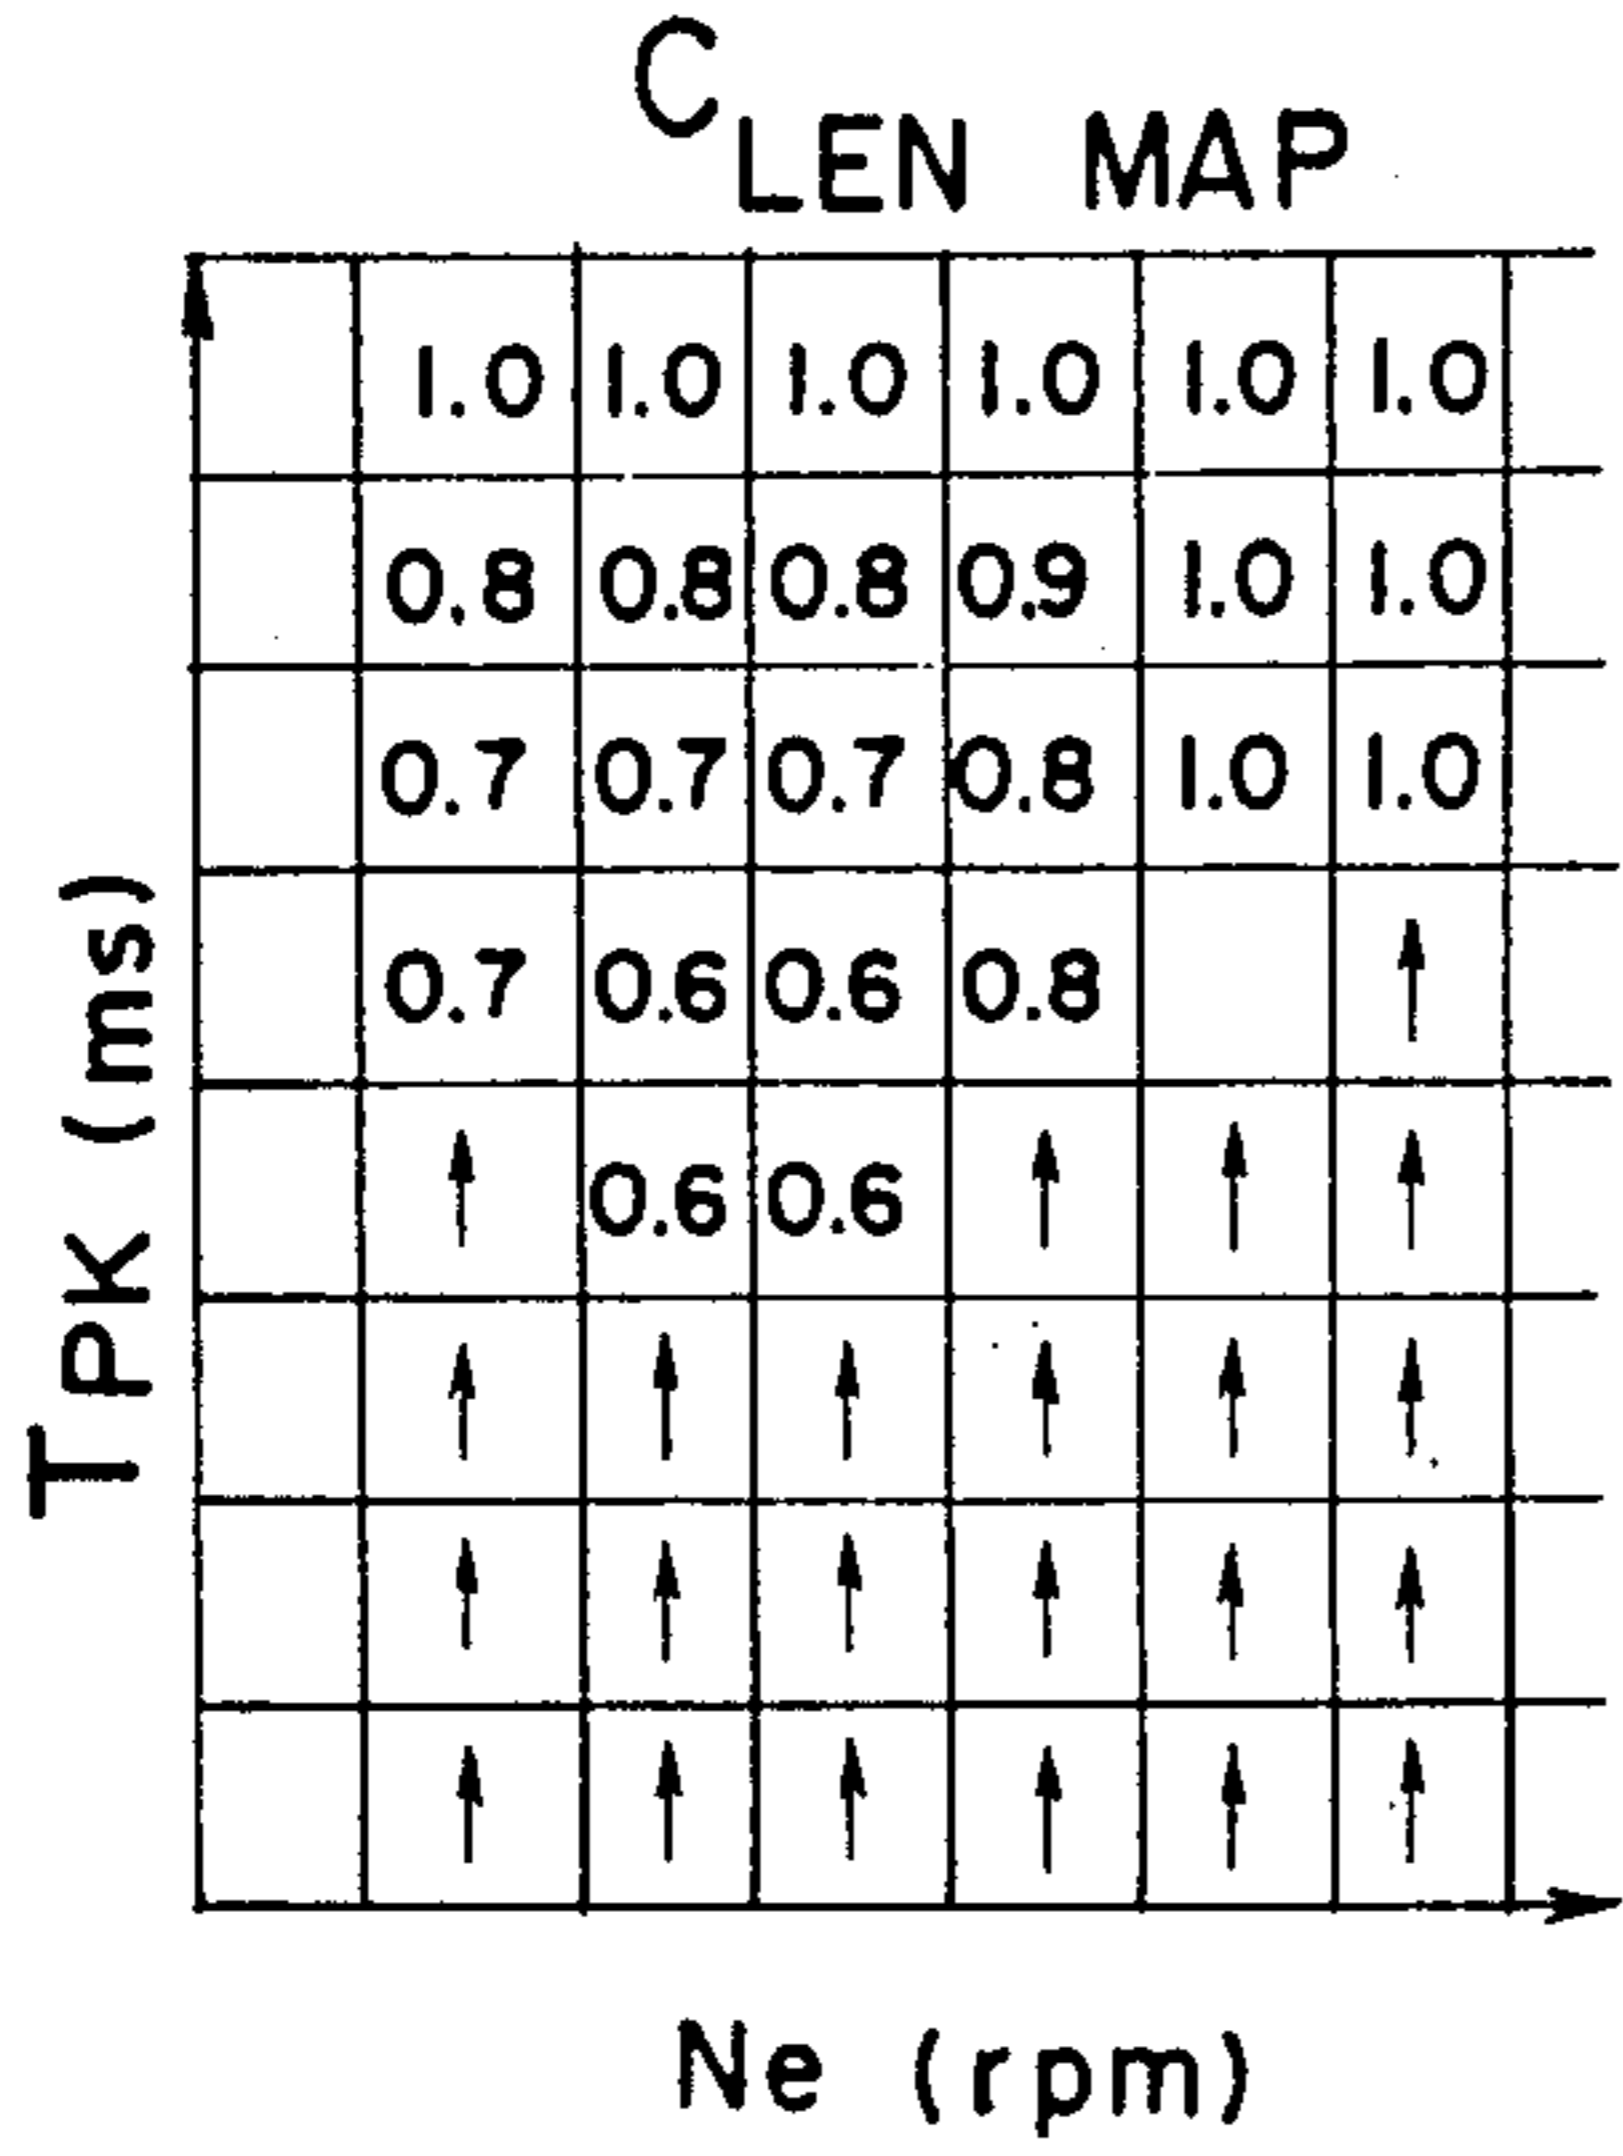 CLEN MAP
1.0 1.0 1.0 1.0 1.0 1.0
0.8 0.8 0.8 0.9 1.0 1.0
0.7 0.7 0.7 0.8 1.0 1.0
0.7 0.6 0.6 0.8 ↑
↑ 0.6 0.6 ↑ ↑ ↑
↑ ↑ ↑ ↑ ↑ ↑
↑ ↑ ↑ ↑ ↑ ↑
↑ ↑ ↑ ↑ ↑ ↑
TPK (ms)
Ne (rpm)